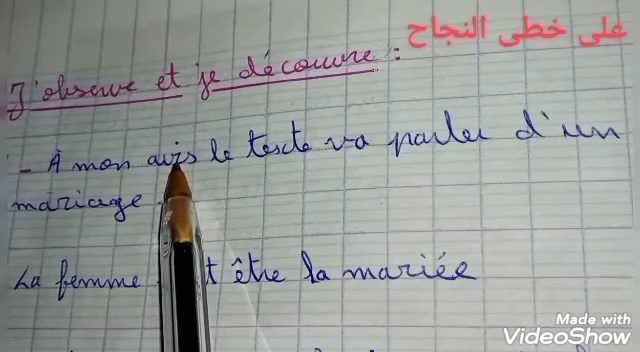 على خطى النجاح
J'observe et je découvre :
- À mon avis le texte va parler d'un
mariage
La femme t être la mariée
Made with
VideoShow